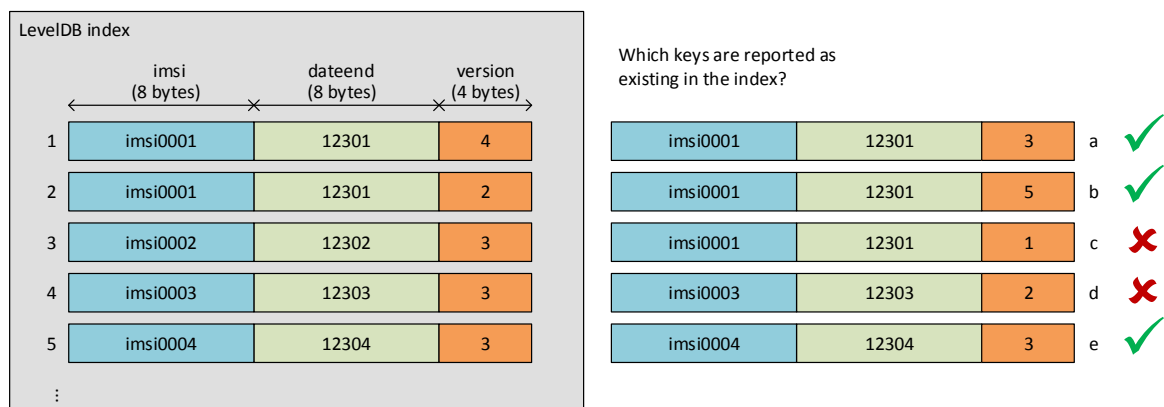 LevelDB index
imsi
(8 bytes)
dateend
(8 bytes)
version
(4 bytes)
1 imsi0001 12301 4
2 imsi0001 12301 2
3 imsi0002 12302 3
4 imsi0003 12303 3
5 imsi0004 12304 3
⋮
Which keys are reported as
existing in the index?
imsi0001 12301 3 a
imsi0001 12301 5 b
imsi0001 12301 1 c
imsi0003 12303 2 d
imsi0004 12304 3 e